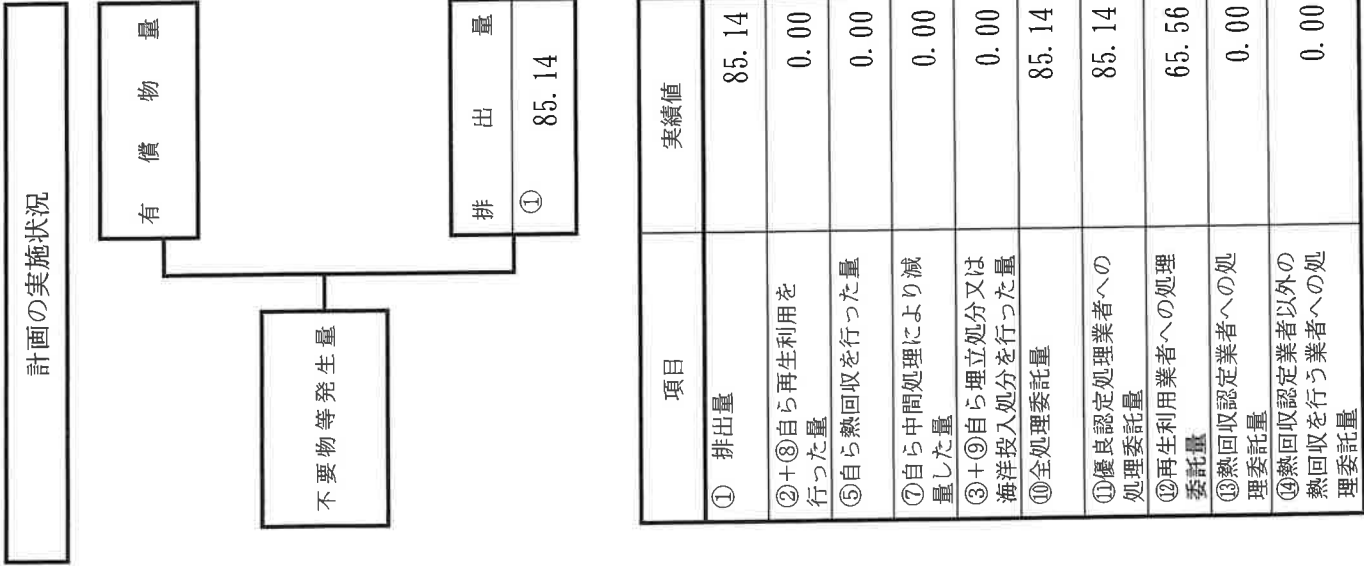 計画の実施状況
有償物量
不要物等発生量
排出量
① 85.14
項目 実績値
① 排出量 85.14
②+⑧自ら再生利用を
行った量 0.00
⑤自ら熱回収を行った量 0.00
⑦自ら中間処理により減
量した量 0.00
③+⑨自ら埋立処分又は
海洋投入処分を行った量 0.00
⑩全処理委託量 85.14
⑪優良認定処理業者への
処理委託量 85.14
⑫再生利用業者への処理
委託量 65.56
⑬熱回収認定業者への処
理委託量 0.00
⑭熱回収認定業者以外の
熱回収を行う業者への処
理委託量 0.00